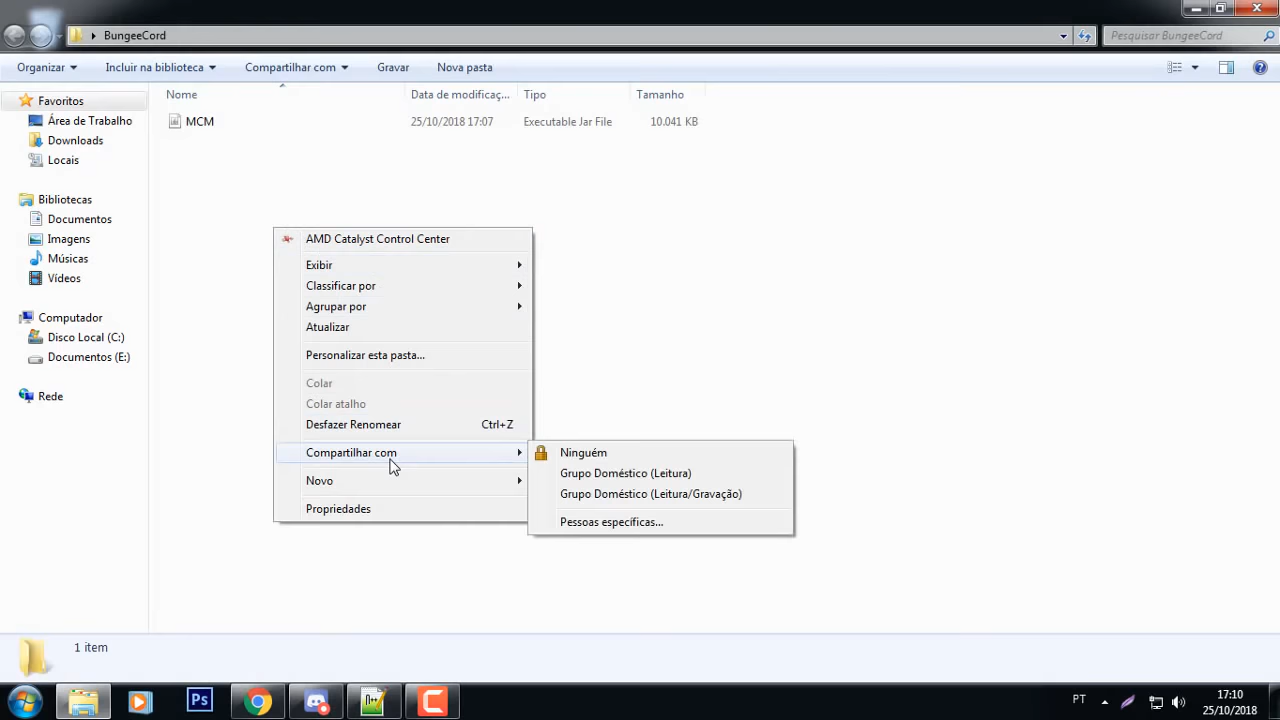 BungeeCord
Pesquisar BungeeCord
Organizar
Incluir na biblioteca
Compartilhar com
Gravar
Nova pasta
Favoritos
Área de Trabalho
Downloads
Locais
Bibliotecas
Documentos
Imagens
Músicas
Vídeos
Computador
Disco Local (C:)
Documentos (E:)
Rede
Nome
Data de modificaç...
Tipo
Tamanho
MCM
25/10/2018 17:07
Executable Jar File
10.041 KB
AMD Catalyst Control Center
Exibir
Classificar por
Agrupar por
Atualizar
Personalizar esta pasta...
Colar
Colar atalho
Desfazer Renomear Ctrl+Z
Compartilhar com
Novo
Propriedades
Ninguém
Grupo Doméstico (Leitura)
Grupo Doméstico (Leitura/Gravação)
Pessoas específicas...
1 item
Ps
PT
17:10
25/10/2018